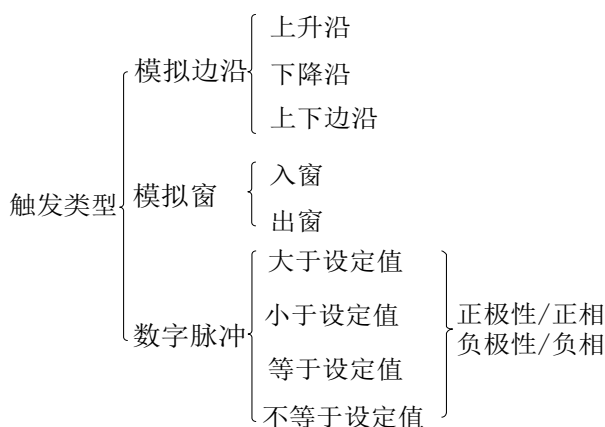 上升沿
模拟边沿
下降沿
上下边沿
入窗
触发类型
模拟窗
出窗
大于设定值
小于设定值
正极性/正相
数字脉冲
负极性/负相
等于设定值
不等于设定值